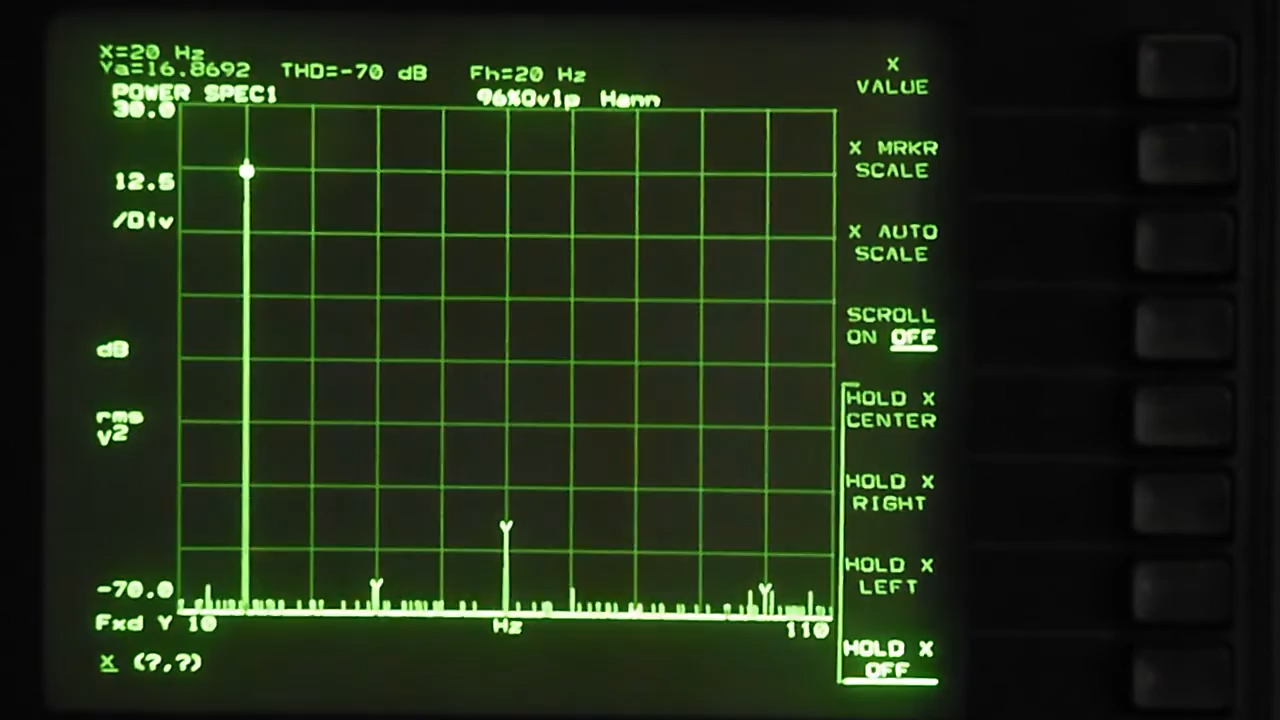 X=20 Hz
Ya=16.8692 THD=-70 dB Fh=20 Hz
POWER SPEC1 96%Ovlp Hann
30.0
12.5
/Div
dB
rms
V2
-70.0
Fxd Y 10 Hz 110
X (?,?)
X
VALUE
X MRKR
SCALE
X AUTO
SCALE
SCROLL
ON OFF
HOLD X
CENTER
HOLD X
RIGHT
HOLD X
LEFT
HOLD X
OFF